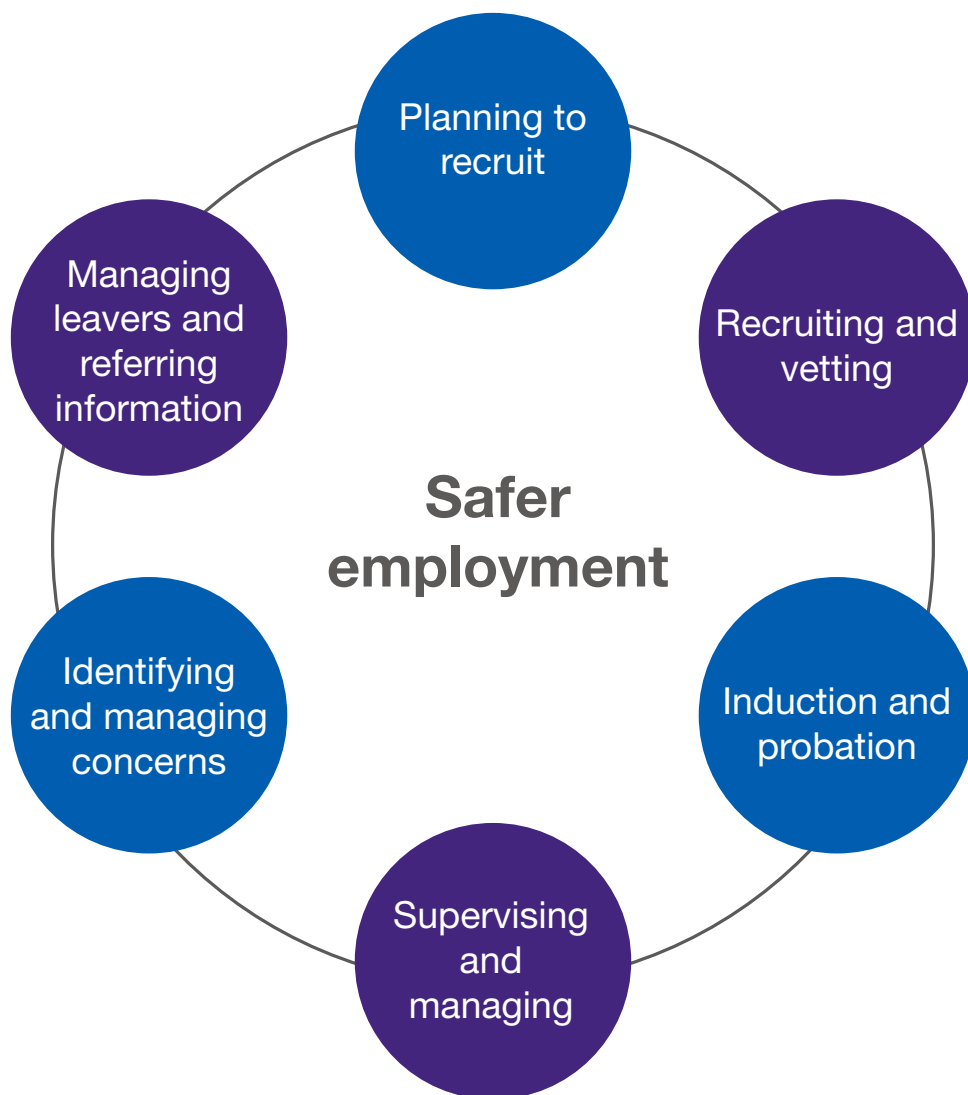 Planning to
recruit
Recruiting and
vetting
Induction and
probation
Supervising
and
managing
Identifying
and managing
concerns
Managing
leavers and
referring
information
Safer
employment